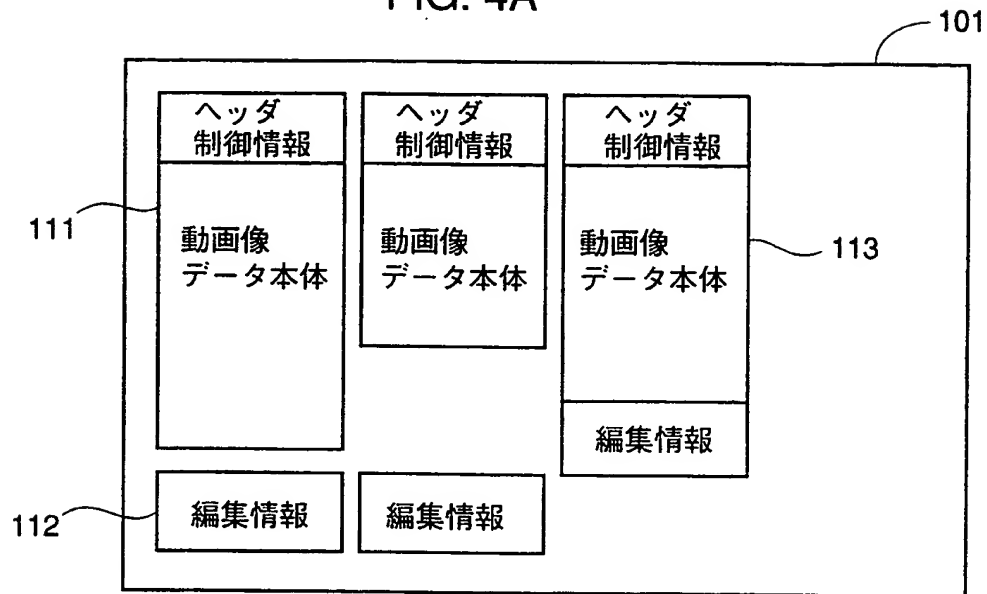 FIG. 4A
101
ヘッダ
制御情報
動画像
データ本体
111
ヘッダ
制御情報
動画像
データ本体
ヘッダ
制御情報
動画像
データ本体
編集情報
113
編集情報
112
編集情報